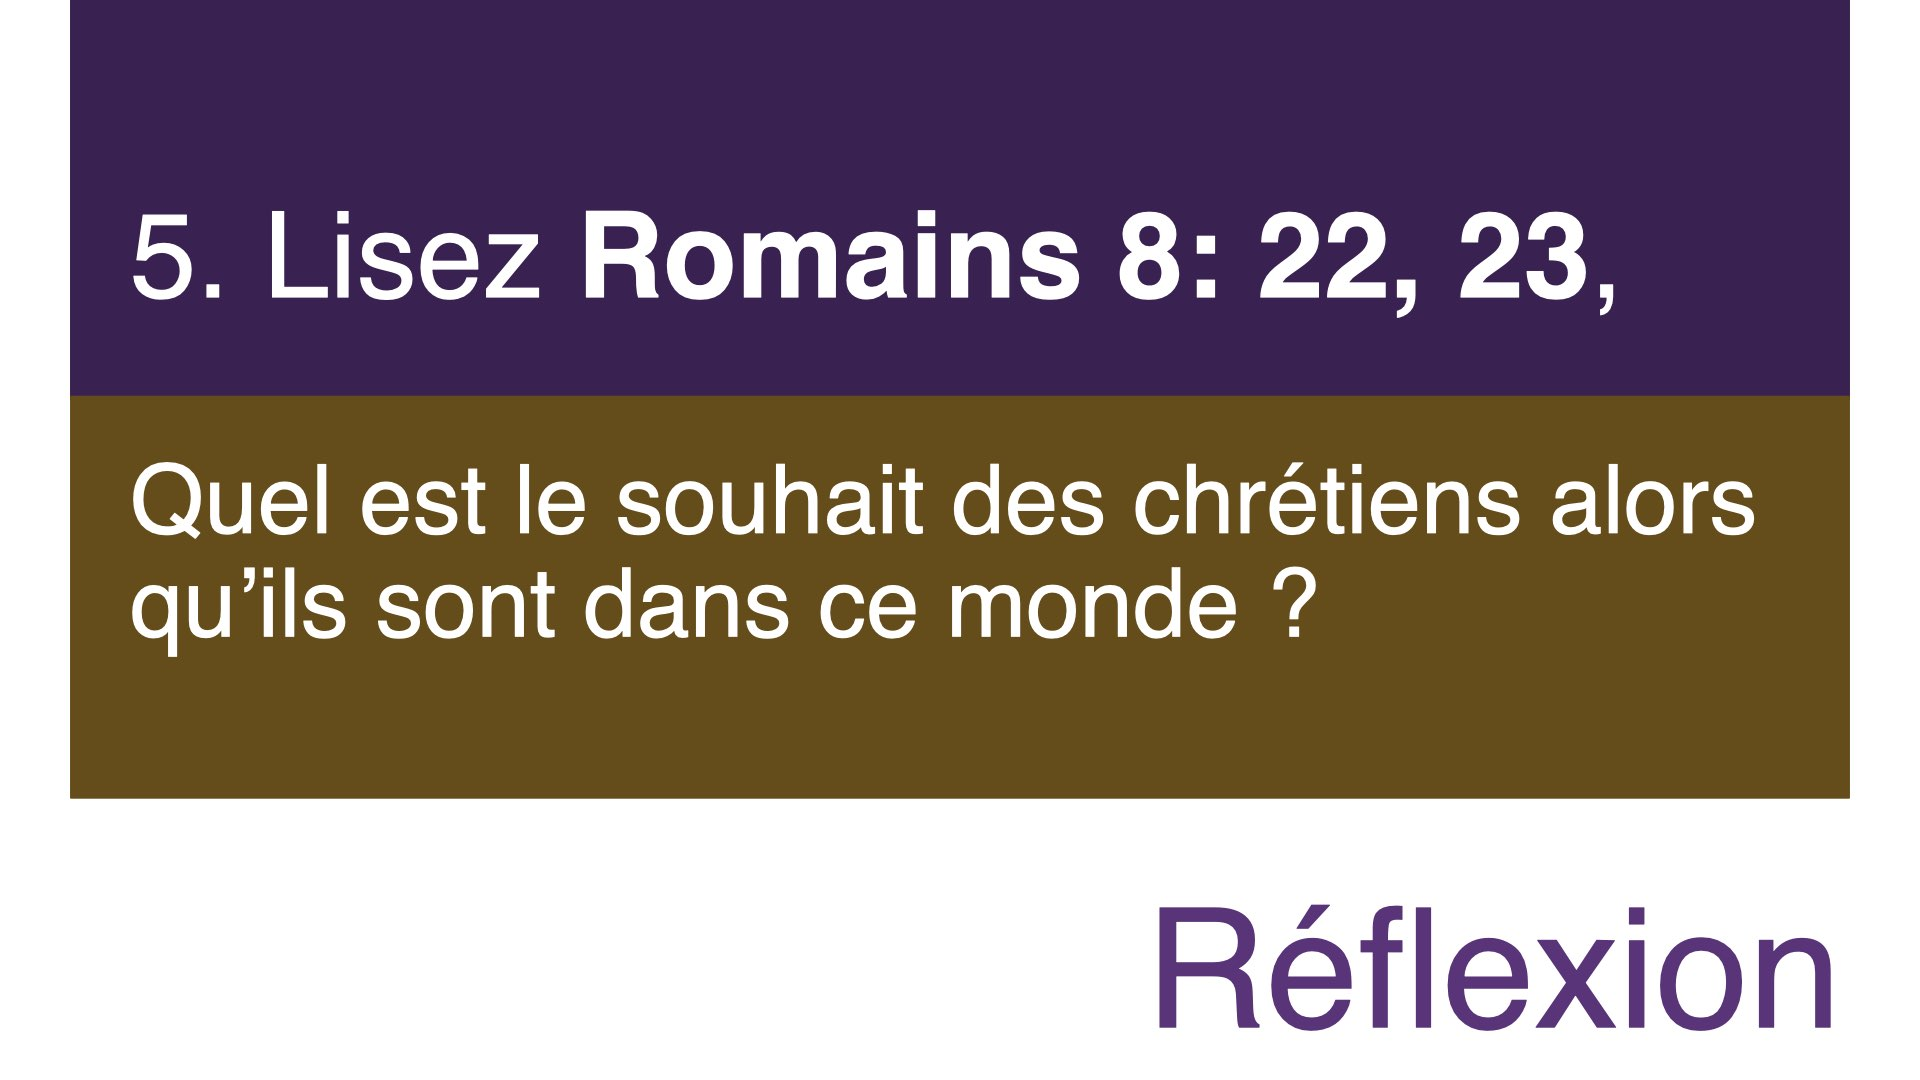 5. Lisez Romains 8: 22, 23,
Quel est le souhait des chrétiens alors
qu’ils sont dans ce monde ?
Réflexion